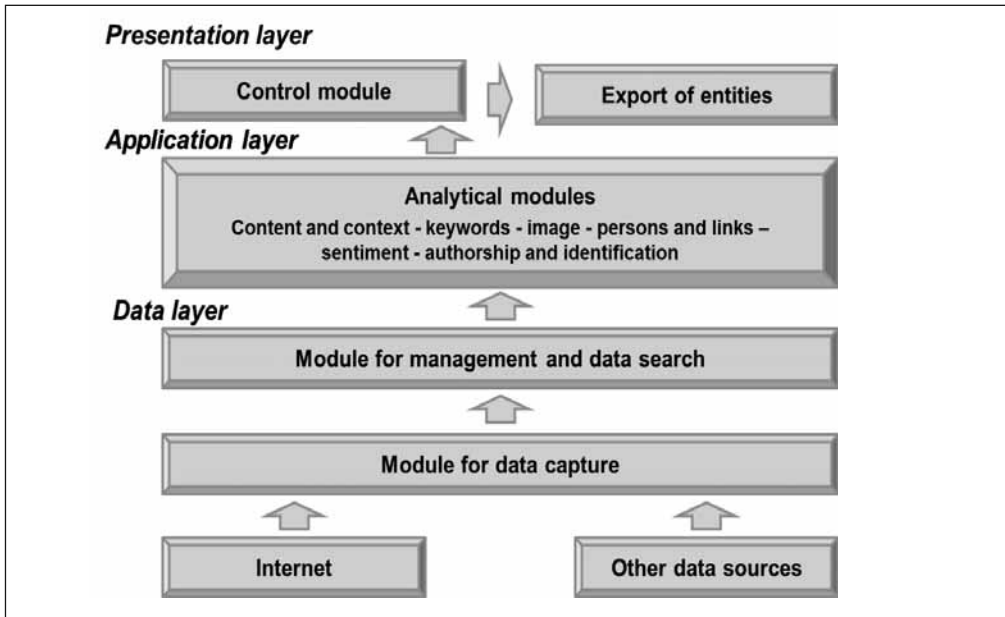 Presentation layer
Control module
Export of entities
Application layer
Analytical modules
Content and context - keywords - image - persons and links –
sentiment - authorship and identification
Data layer
Module for management and data search
Module for data capture
Internet
Other data sources